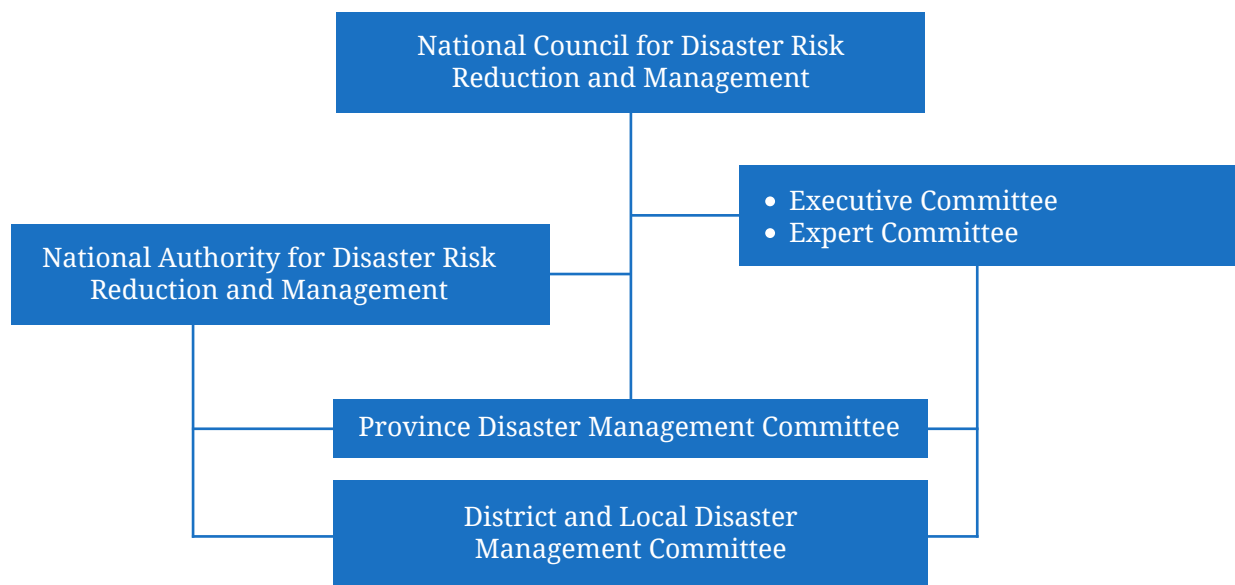 National Council for Disaster Risk
Reduction and Management
• Executive Committee
• Expert Committee
National Authority for Disaster Risk
Reduction and Management
Province Disaster Management Committee
District and Local Disaster
Management Committee